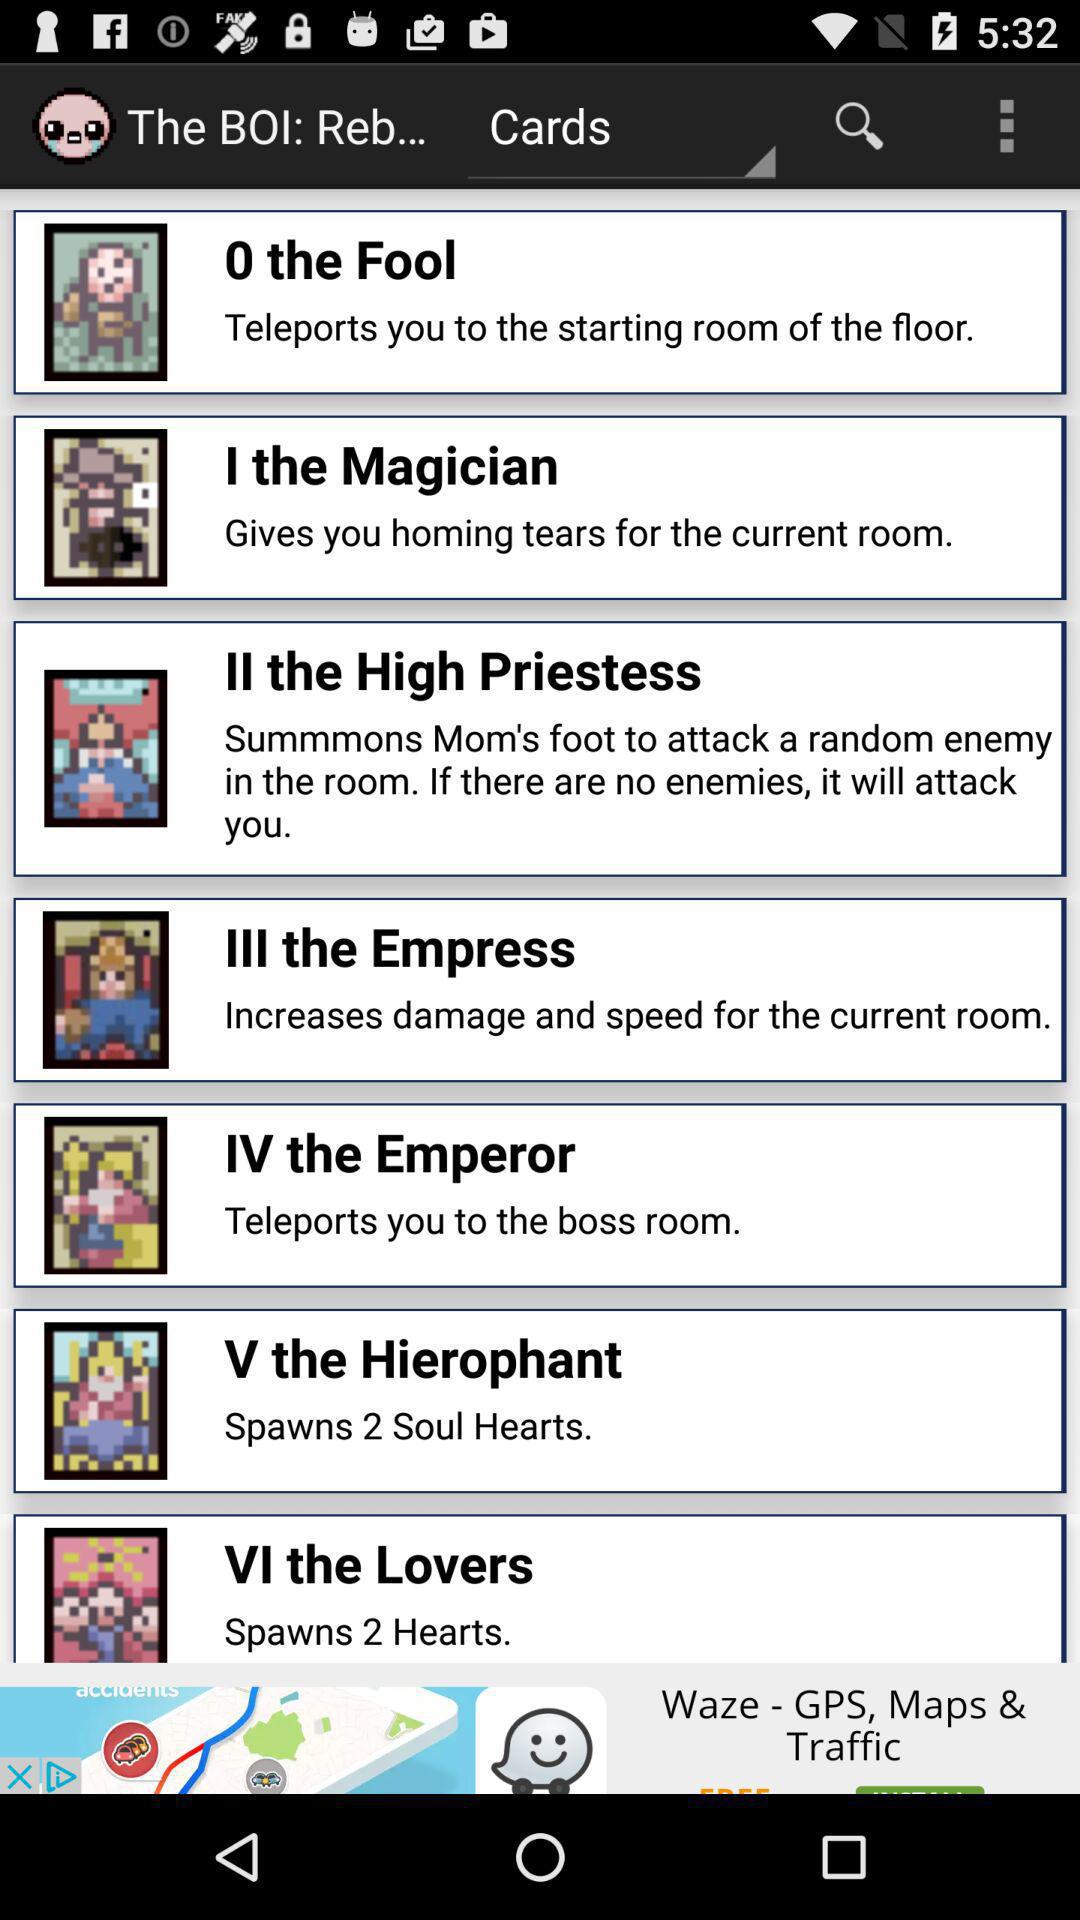 FAKE
5:32
The BOI: Reb...
Cards
0 the Fool
Teleports you to the starting room of the floor.
I the Magician
Gives you homing tears for the current room.
II the High Priestess
Summmons Mom's foot to attack a random enemy
in the room. If there are no enemies, it will attack
you.
III the Empress
Increases damage and speed for the current room.
IV the Emperor
Teleports you to the boss room.
V the Hierophant
Spawns 2 Soul Hearts.
VI the Lovers
Spawns 2 Hearts.
accidents
Waze - GPS, Maps &
Traffic
FREE
INSTALL